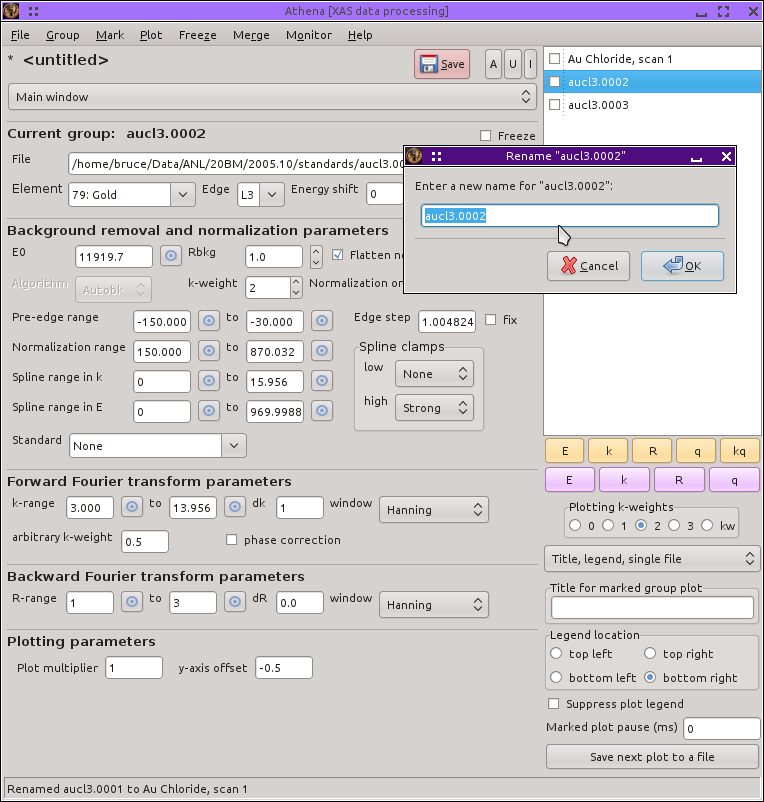 Athena [XAS data processing]
File Group Mark Plot Freeze Merge Monitor Help
* <untitled>
Save
A U I
Main window
Current group: aucl3.0002
Freeze
File /home/bruce/Data/ANL/20BM/2005.10/standards/aucl3.00
Element 79: Gold Edge L3 Energy shift 0
Background removal and normalization parameters
E0 11919.7 Rbkg 1.0 Flatten no
Algorithm Autobk k-weight 2 Normalization or
Pre-edge range -150.000 to -30.000 Edge step 1.004824 fix
Normalization range 150.000 to 870.032
Spline range in k 0 to 15.956
Spline range in E 0 to 969.9988
Spline clamps
low None
high Strong
Standard None
Forward Fourier transform parameters
k-range 3.000 to 13.956 dk 1 window Hanning
arbitrary k-weight 0.5 phase correction
Backward Fourier transform parameters
R-range 1 to 3 dR 0.0 window Hanning
Plotting parameters
Plot multiplier 1 y-axis offset -0.5
Au Chloride, scan 1
aucl3.0002
aucl3.0003
Rename "aucl3.0002"
Enter a new name for "aucl3.0002":
aucl3.0002
Cancel OK
E k R q kq
E k R q
Plotting k-weights
0 1 2 3 kw
Title, legend, single file
Title for marked group plot
Legend location
top left top right
bottom left bottom right
Suppress plot legend
Marked plot pause (ms) 0
Save next plot to a file
Renamed aucl3.0001 to Au Chloride, scan 1